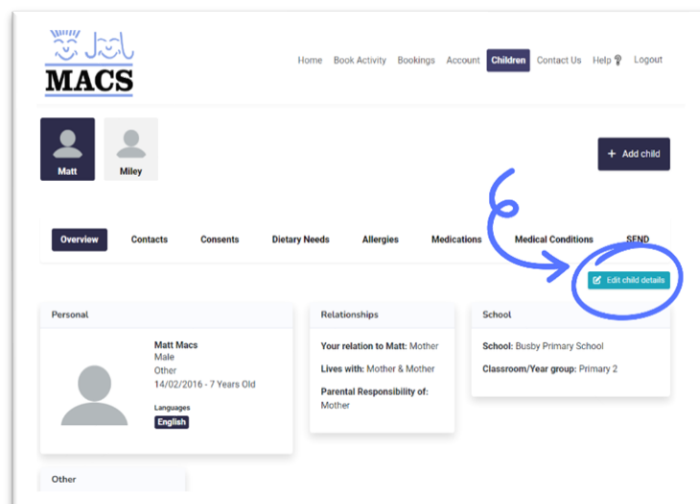 MACS
Home Book Activity Bookings Account Children Contact Us Help Logout
Matt Miley
+ Add child
Overview Contacts Consents Dietary Needs Allergies Medications Medical Conditions SEND
Edit child details
Personal
Matt Macs
Male
Other
14/02/2016 - 7 Years Old
Languages
English
Relationships
Your relation to Matt: Mother
Lives with: Mother & Mother
Parental Responsibility of:
Mother
School
School: Busby Primary School
Classroom/Year group: Primary 2
Other